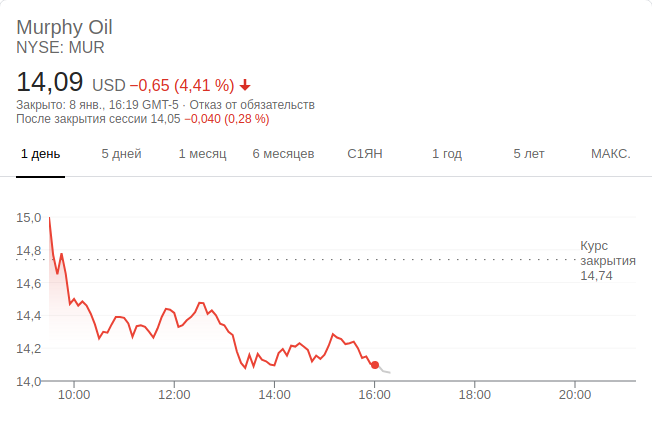 Murphy Oil
NYSE: MUR
14,09 USD −0,65 (4,41 %)
Закрыто: 8 янв., 16:19 GMT-5 · Отказ от обязательств
После закрытия сессии 14,05 −0,040 (0,28 %)
1 день 5 дней 1 месяц 6 месяцев С1ЯН 1 год 5 лет МАКС.
15,0
14,8
14,6
14,4
14,2
14,0
Курс
закрытия
14,74
10:00 12:00 14:00 16:00 18:00 20:00